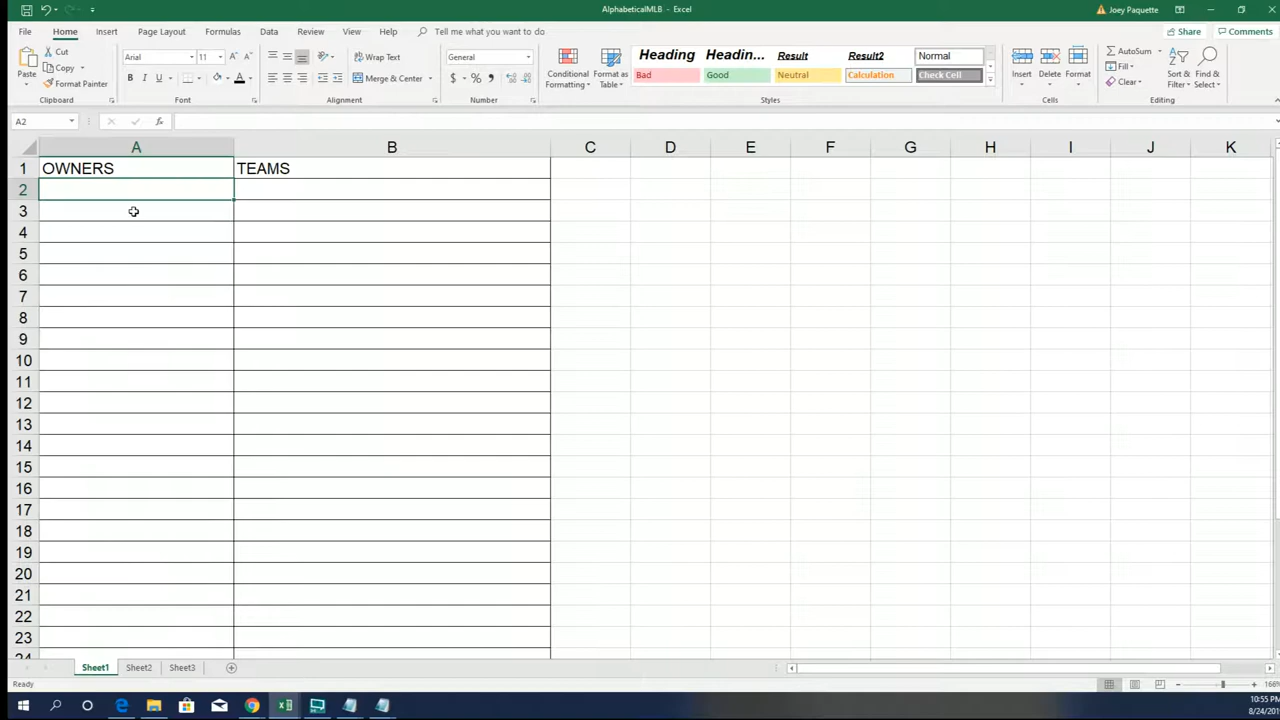 AlphabeticalMLB - Excel
Joey Paquette
File Home Insert Page Layout Formulas Data Review View Help Tell me what you want to do Share Comments
Paste Cut Copy Format Painter Clipboard
Arial 11 B I U A Font
Wrap Text Merge & Center Alignment
General $ % Number
Conditional Formatting Format as Table
Heading Headin... Result Result2 Normal
Bad Good Neutral Calculation Check Cell
Styles
Insert Delete Format Cells
AutoSum Fill Clear Sort & Filter Find & Select Editing
A2 fx
A B C D E F G H I J K
1 OWNERS TEAMS
2
3
4
5
6
7
8
9
10
11
12
13
14
15
16
17
18
19
20
21
22
23
24
Sheet1 Sheet2 Sheet3
Ready
10:55 PM